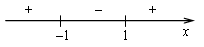 + − +
−1 1 x